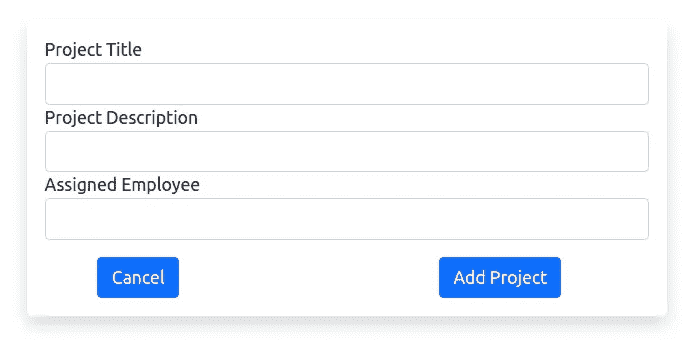 Project Title
Project Description
Assigned Employee
Cancel
Add Project